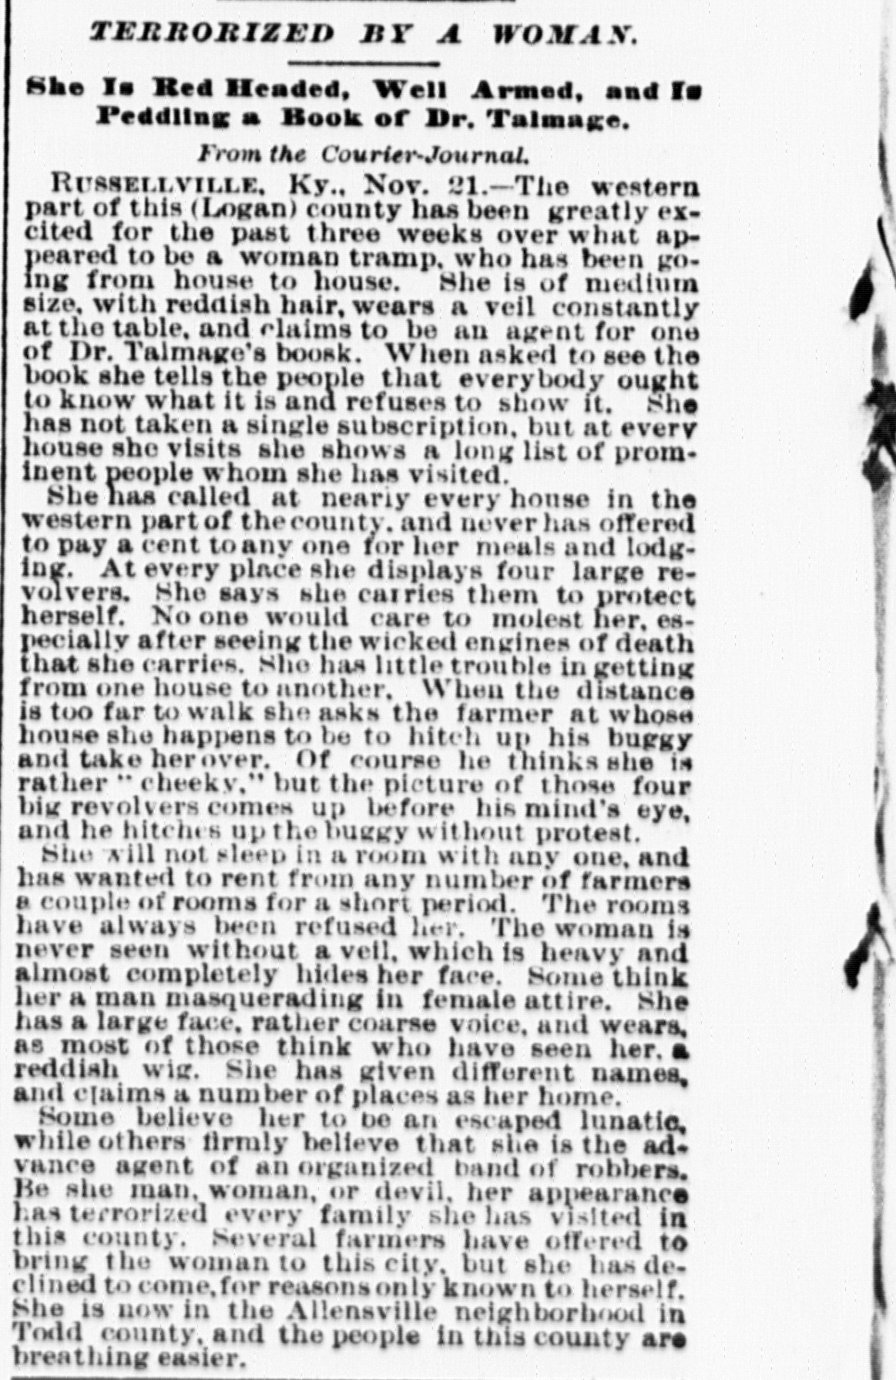 TERRORIZED BY A WOMAN.
She Is Red Headed, Well Armed, and Is
Peddling a Book of Dr. Talmage.
From the Courier-Journal.
RUSSELLVILLE, Ky., Nov. 21.—The western
part of this (Logan) county has been greatly ex-
cited for the past three weeks over what ap-
peared to be a woman tramp, who has been go-
ing from house to house. She is of medium
size, with reddish hair, wears a veil constantly
at the table, and claims to be an agent for one
of Dr. Talmage's boosk. When asked to see the
book she tells the people that everybody ought
to know what it is and refuses to show it. She
has not taken a single subscription, but at every
house she visits she shows a long list of prom-
inent people whom she has visited.
She has called at nearly every house in the
western part of the county, and never has offered
to pay a cent to any one for her meals and lodg-
ing. At every place she displays four large re-
volvers. She says she carries them to protect
herself. No one would care to molest her, es-
pecially after seeing the wicked engines of death
that she carries. She has little trouble in getting
from one house to another. When the distance
is too far to walk she asks the farmer at whose
house she happens to be to hitch up his buggy
and take her over. Of course he thinks she is
rather "cheeky," but the picture of those four
big revolvers comes up before his mind's eye,
and he hitches up the buggy without protest.
She will not sleep in a room with any one, and
has wanted to rent from any number of farmers
a couple of rooms for a short period. The rooms
have always been refused her. The woman is
never seen without a veil, which is heavy and
almost completely hides her face. Some think
her a man masquerading in female attire. She
has a large face, rather coarse voice, and wears,
as most of those think who have seen her, a
reddish wig. She has given different names,
and claims a number of places as her home.
Some believe her to be an escaped lunatic,
while others firmly believe that she is the ad-
vance agent of an organized band of robbers.
Be she man, woman, or devil, her appearance
has terrorized every family she has visited in
this county. Several farmers have offered to
bring the woman to this city, but she has de-
clined to come, for reasons only known to herself.
She is now in the Allensville neighborhood in
Todd county, and the people in this county are
breathing easier.